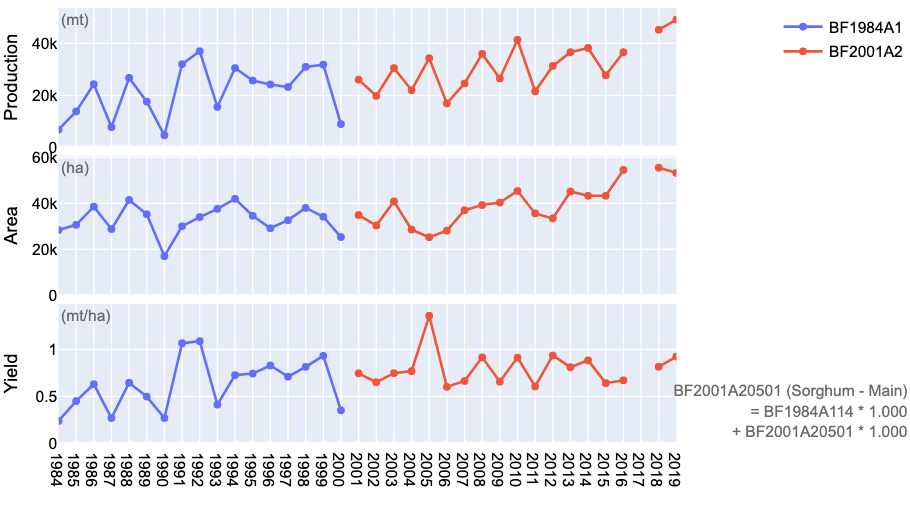 (mt)
Production
40k
20k
0
BF1984A1
BF2001A2
60k
(ha)
Area
40k
20k
0
(mt/ha)
Yield
1
0.5
0
BF2001A20501 (Sorghum - Main)
= BF1984A114 * 1.000
+ BF2001A20501 * 1.000
1984
1985
1986
1987
1988
1989
1990
1991
1992
1993
1994
1995
1996
1997
1998
1999
2000
2001
2002
2003
2004
2005
2006
2007
2008
2009
2010
2011
2012
2013
2014
2015
2016
2017
2018
2019